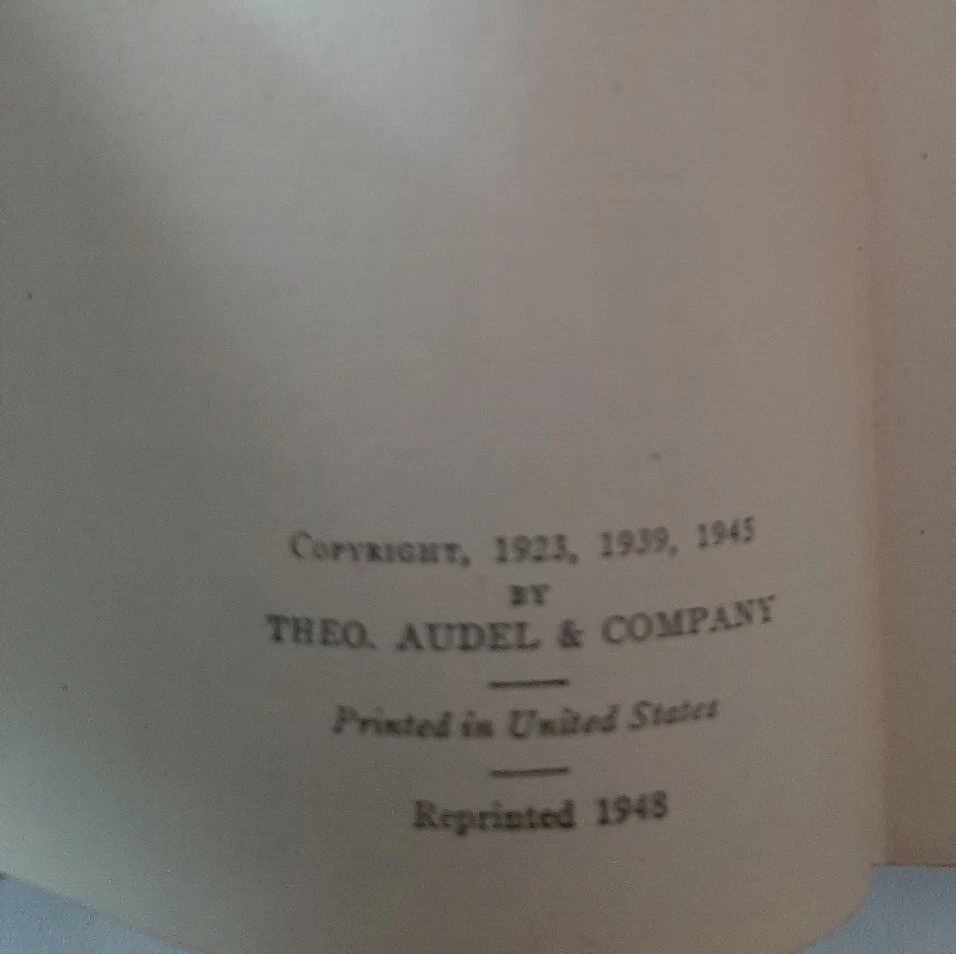 COPYRIGHT, 1923, 1939, 1945
BY
THEO. AUDEL & COMPANY
Printed in United States
Reprinted 1948